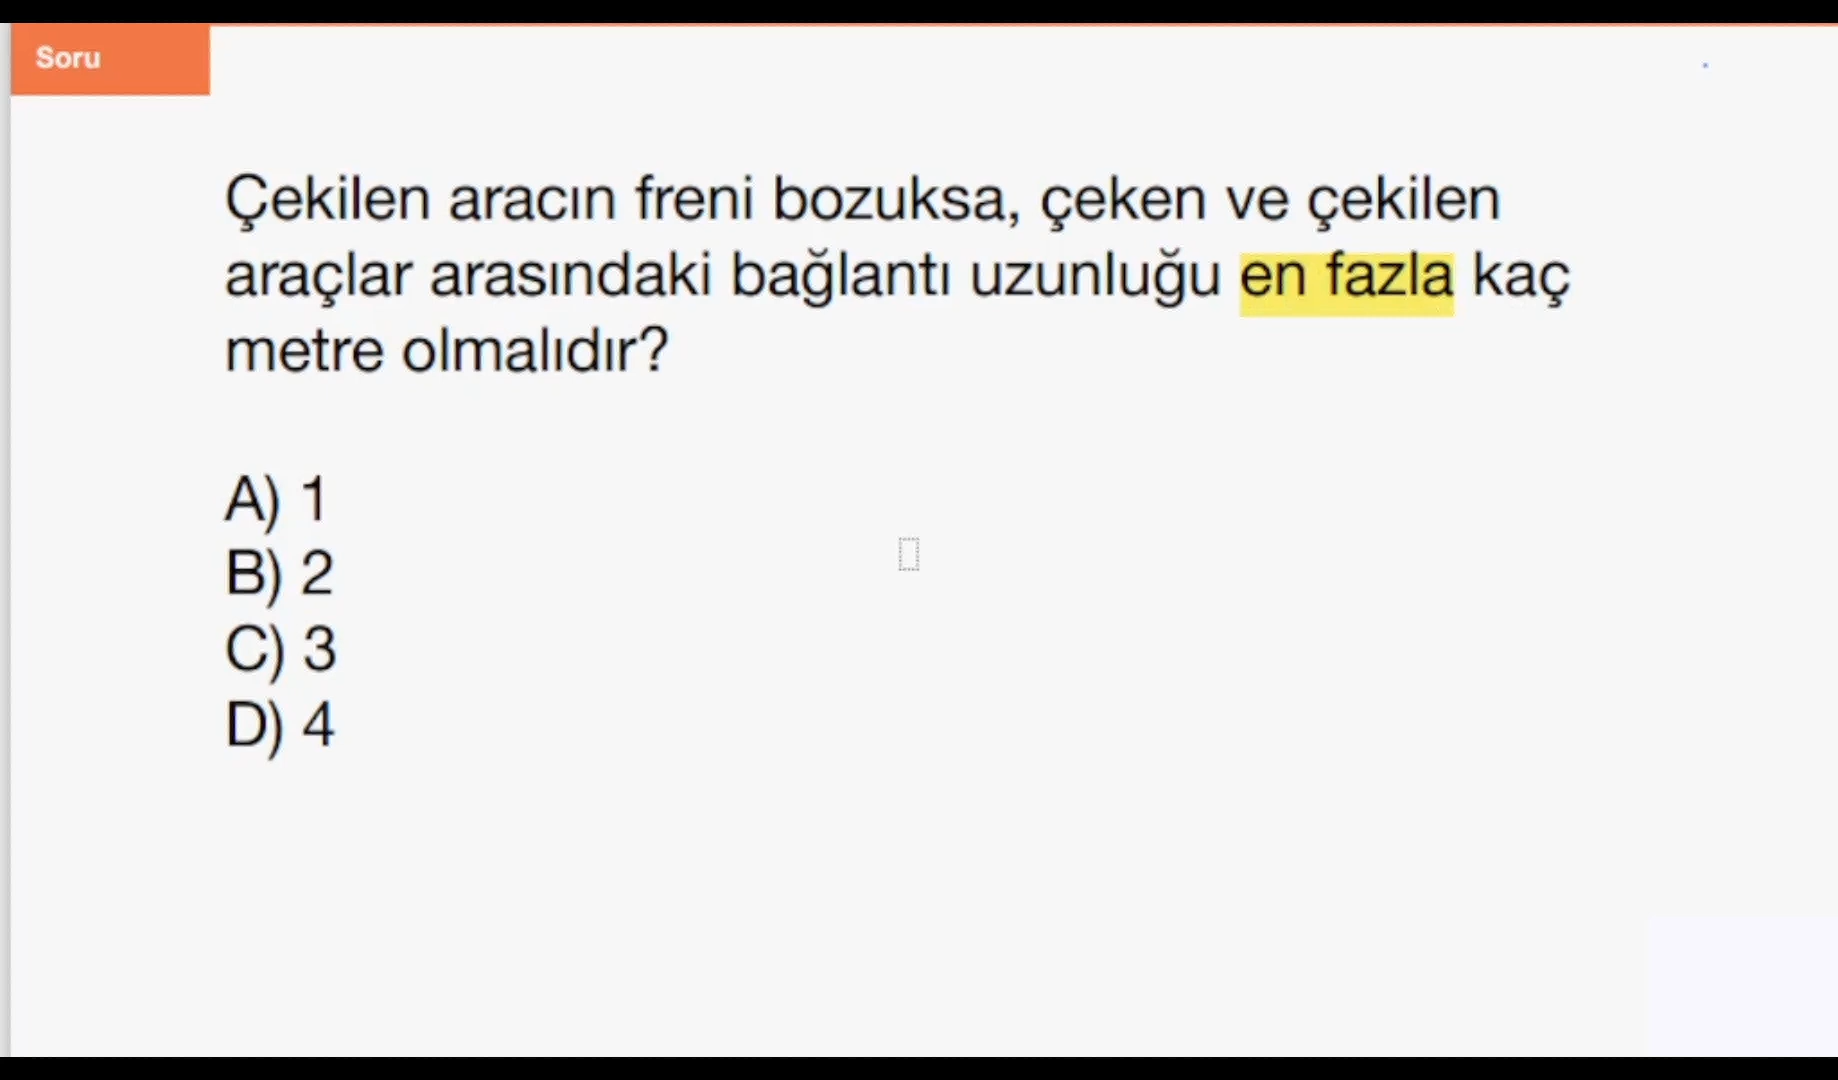 Soru
Çekilen aracın freni bozuksa, çeken ve çekilen
araçlar arasındaki bağlantı uzunluğu en fazla kaç
metre olmalıdır?
A) 1
B) 2
C) 3
D) 4